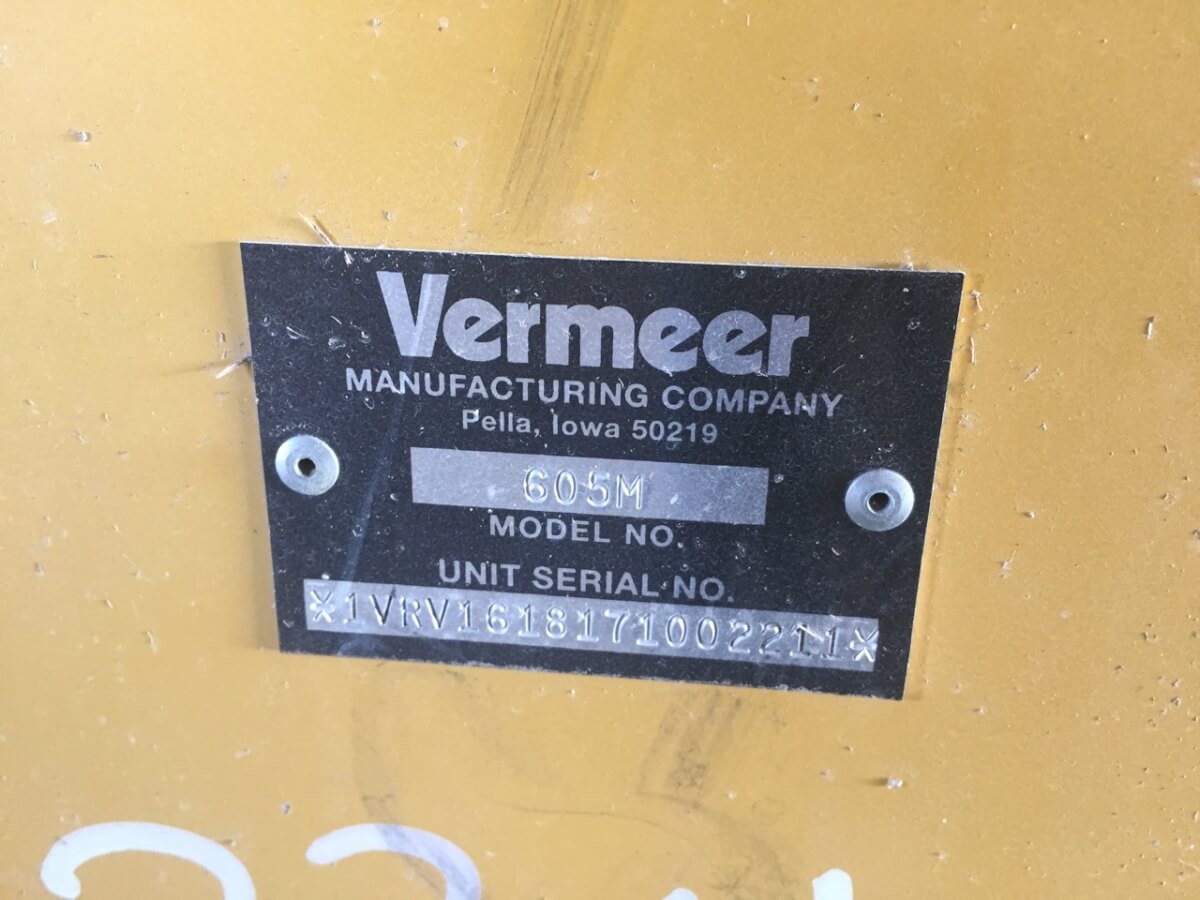 Vermeer
MANUFACTURING COMPANY
Pella, Iowa 50219
605M
MODEL NO.
UNIT SERIAL NO.
*1VRV1618171002211*